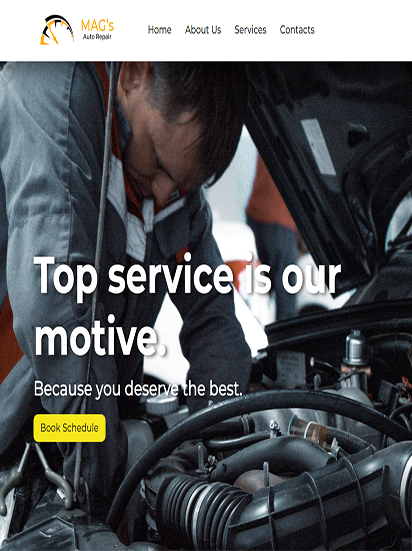 MAG's
Auto Repair
Home
About Us
Services
Contacts
Top service is our
motive.
Because you deserve the best.
Book Schedule